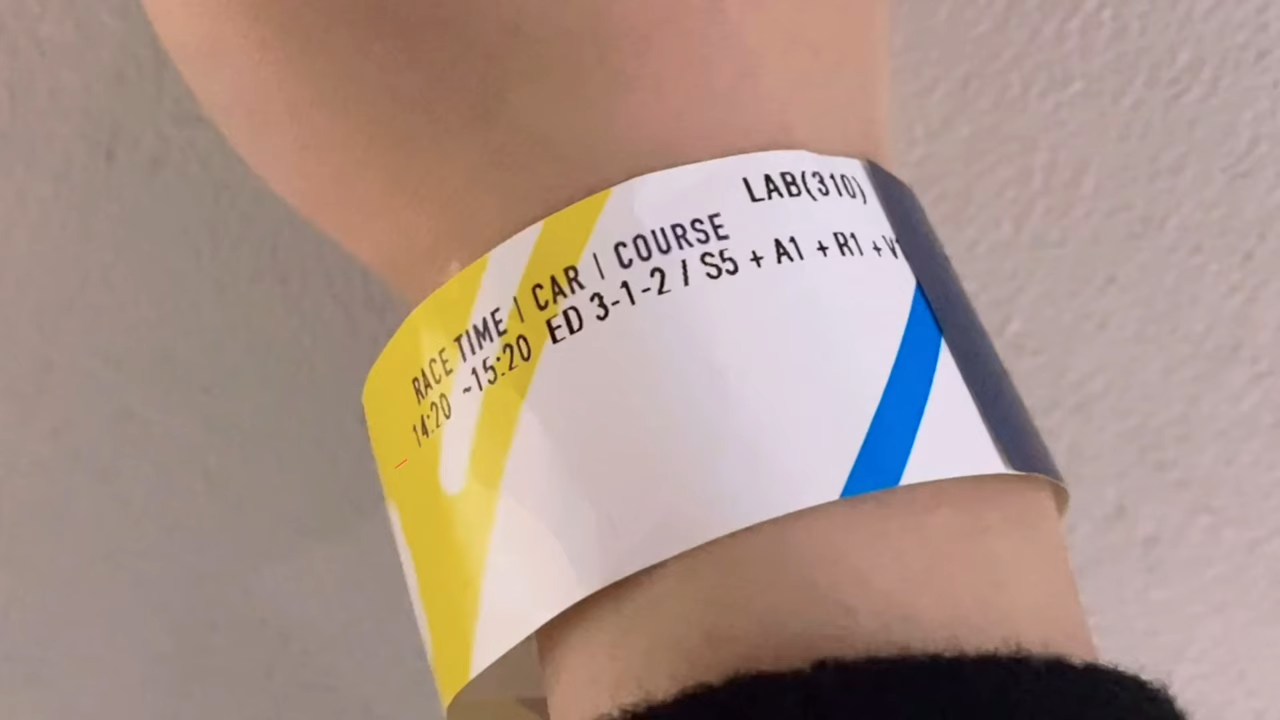 LAB(310)
RACE TIME | CAR | COURSE
14:20 ~15:20 ED 3-1-2 / S5 + A1 + R1 +